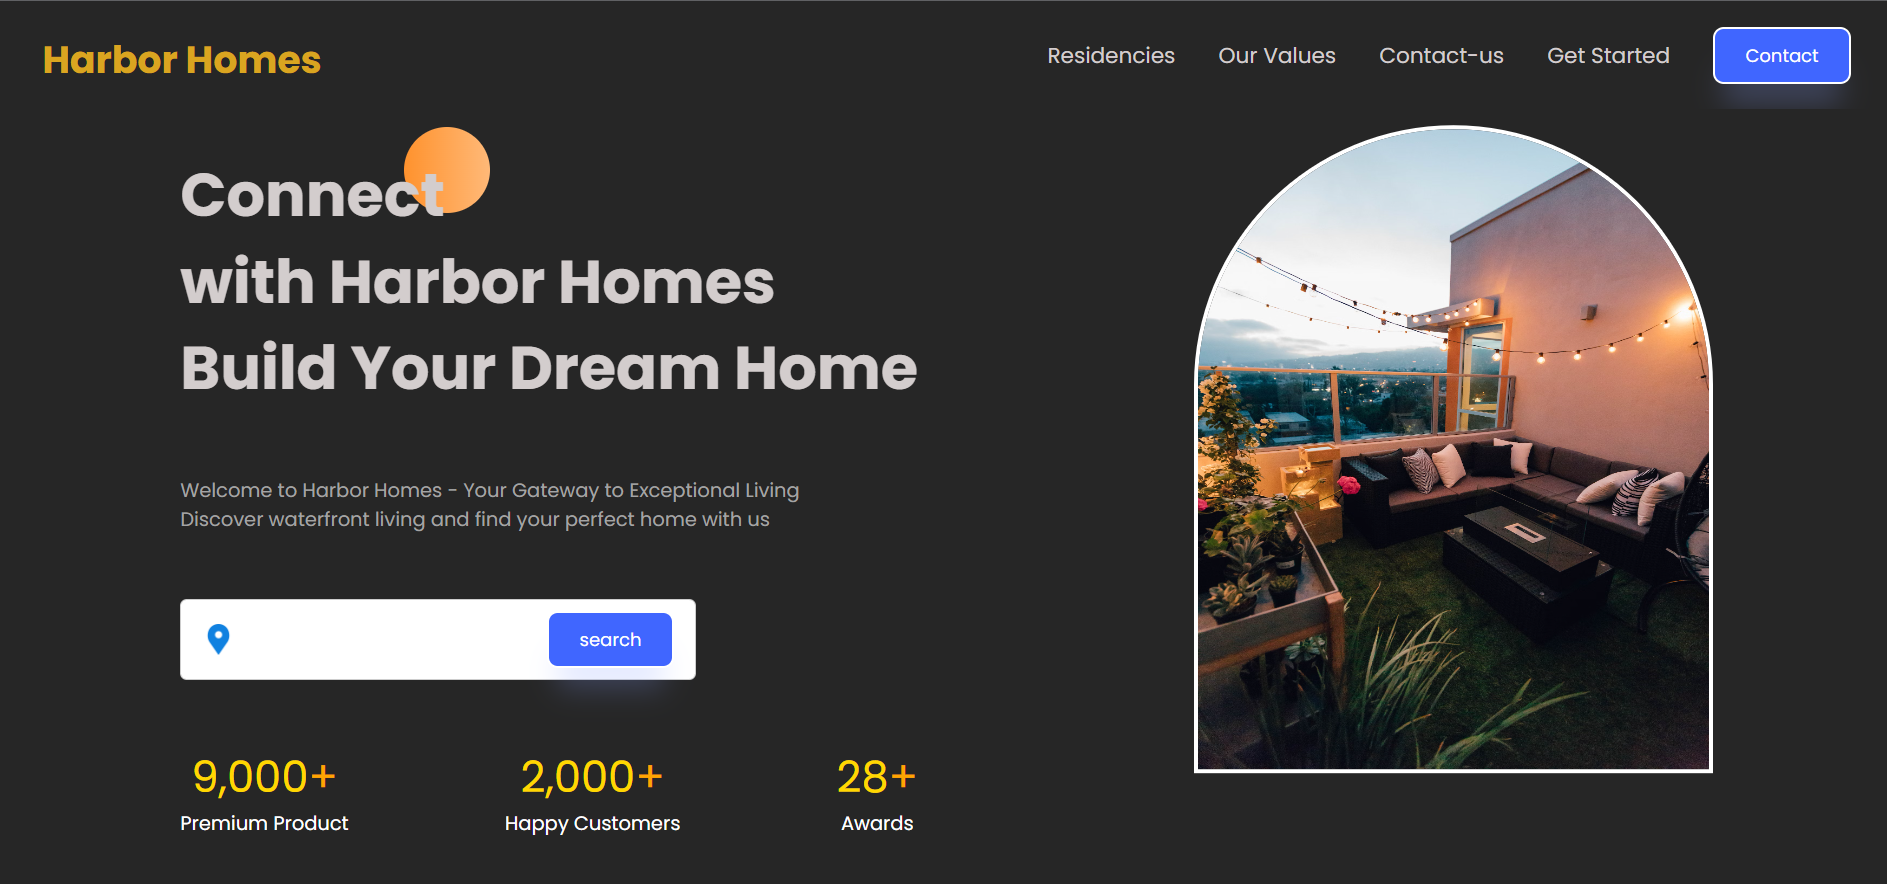 Harbor Homes
Residencies
Our Values
Contact-us
Get Started
Contact
Connect
with Harbor Homes
Build Your Dream Home
Welcome to Harbor Homes - Your Gateway to Exceptional Living
Discover waterfront living and find your perfect home with us
search
9,000+
2,000+
28+
Premium Product
Happy Customers
Awards